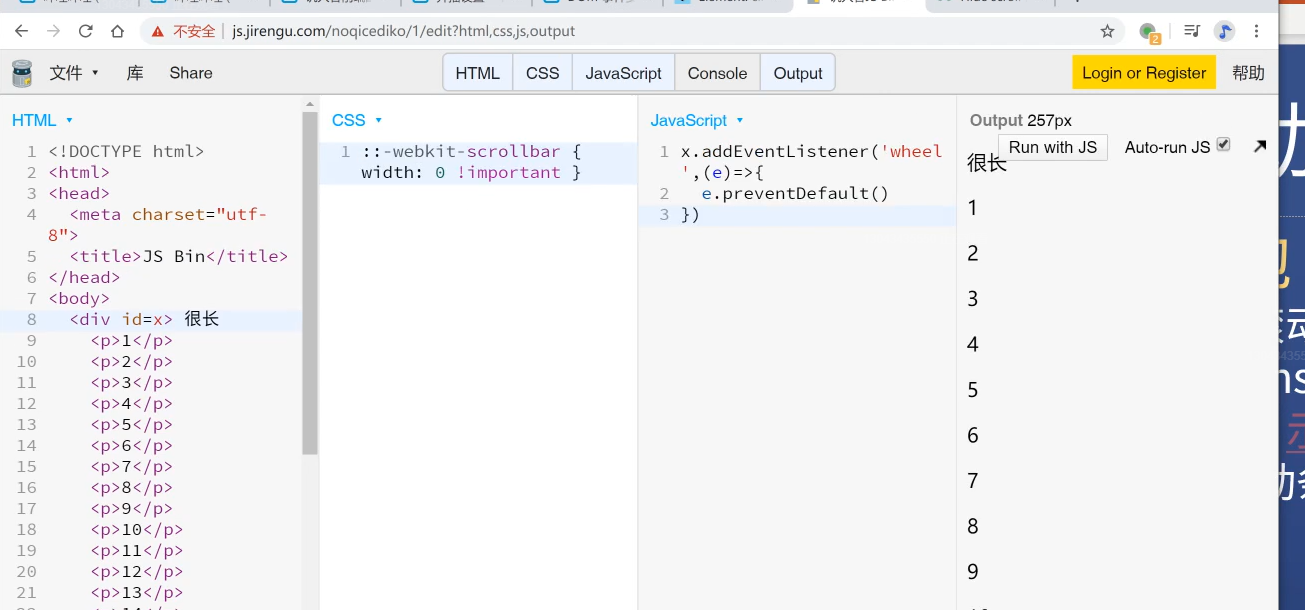 不安全 js.jirengu.com/noqicediko/1/edit?html,css,js,output
2
文件 库 Share HTML CSS JavaScript Console Output Login or Register 帮助
HTML
1 <!DOCTYPE html>
2 <html>
3 <head>
4 <meta charset="utf-
8">
5 <title>JS Bin</title>
6 </head>
7 <body>
8 <div id=x> 很长
9 <p>1</p>
10 <p>2</p>
11 <p>3</p>
12 <p>4</p>
13 <p>5</p>
14 <p>6</p>
15 <p>7</p>
16 <p>8</p>
17 <p>9</p>
18 <p>10</p>
19 <p>11</p>
20 <p>12</p>
21 <p>13</p>
CSS
1 ::-webkit-scrollbar {
width: 0 !important }
JavaScript
1 x.addEventListener('wheel
',(e)=>{
2 e.preventDefault()
3 })
Output 257px
Run with JS Auto-run JS
很长
1
2
3
4
5
6
7
8
9